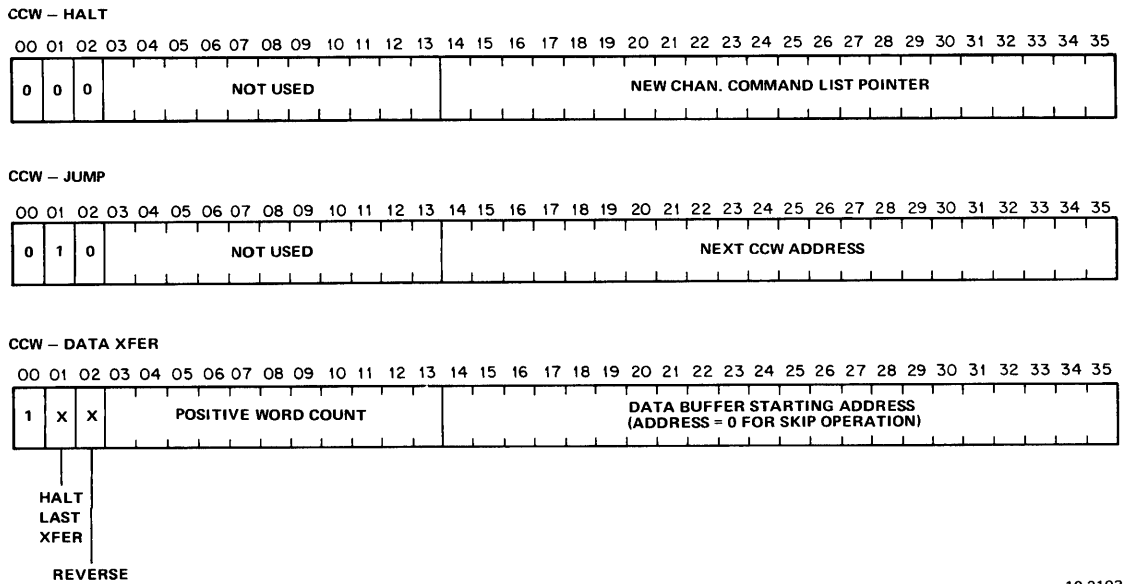 CCW – HALT
00 01 02 03 04 05 06 07 08 09 10 11 12 13 14 15 16 17 18 19 20 21 22 23 24 25 26 27 28 29 30 31 32 33 34 35
0 0 0 NOT USED NEW CHAN. COMMAND LIST POINTER
CCW – JUMP
00 01 02 03 04 05 06 07 08 09 10 11 12 13 14 15 16 17 18 19 20 21 22 23 24 25 26 27 28 29 30 31 32 33 34 35
0 1 0 NOT USED NEXT CCW ADDRESS
CCW – DATA XFER
00 01 02 03 04 05 06 07 08 09 10 11 12 13 14 15 16 17 18 19 20 21 22 23 24 25 26 27 28 29 30 31 32 33 34 35
1 X X POSITIVE WORD COUNT DATA BUFFER STARTING ADDRESS
(ADDRESS = 0 FOR SKIP OPERATION)
HALT
LAST
XFER
REVERSE